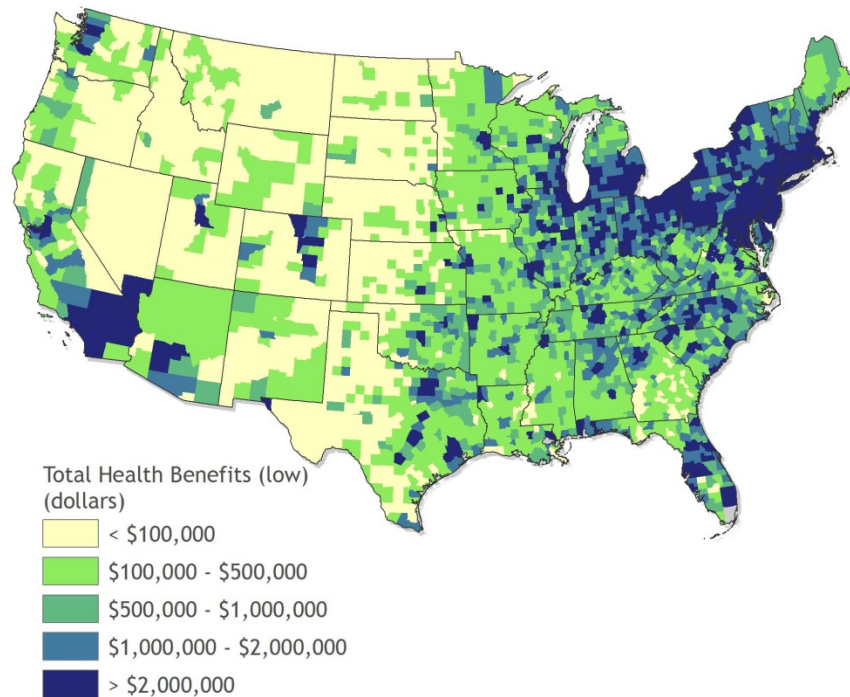 Total Health Benefits (low)
(dollars)
< $100,000
$100,000 - $500,000
$500,000 - $1,000,000
$1,000,000 - $2,000,000
> $2,000,000